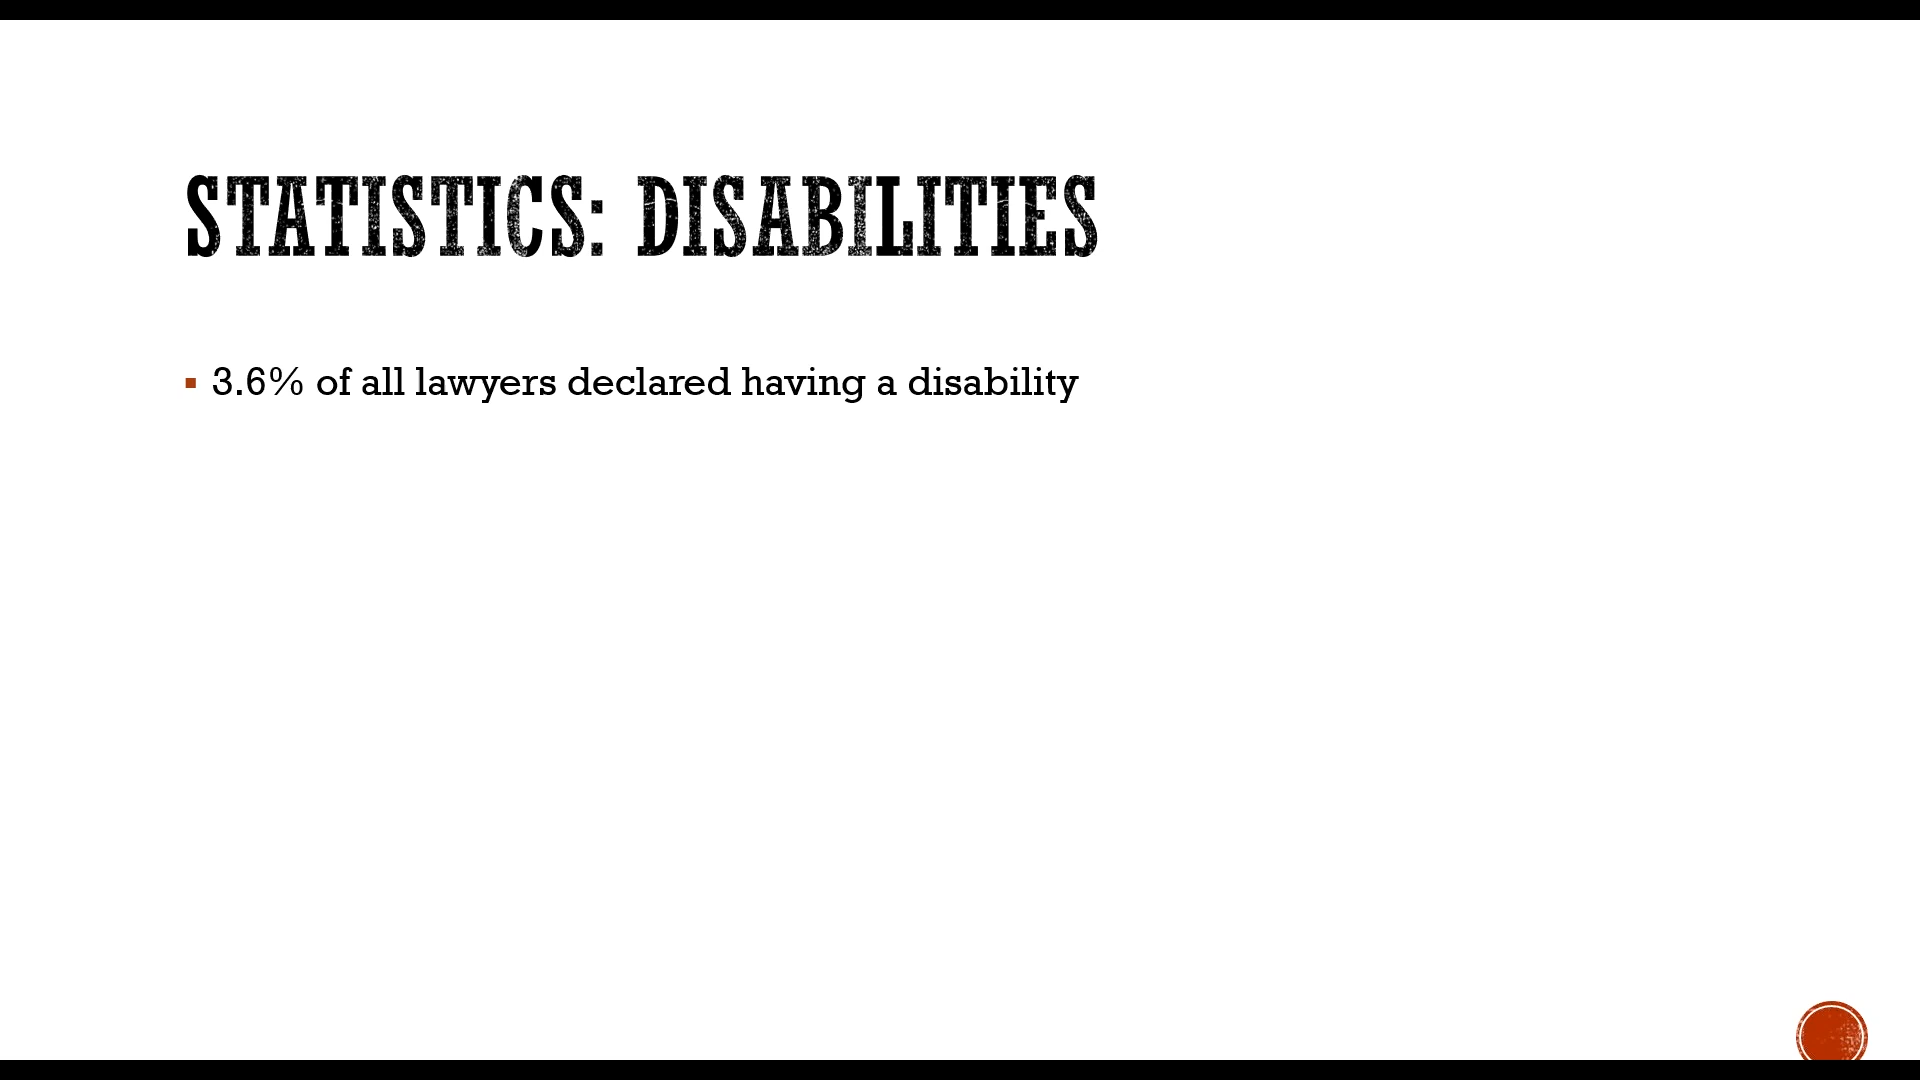 STATISTICS: DISABILITIES
▪ 3.6% of all lawyers declared having a disability